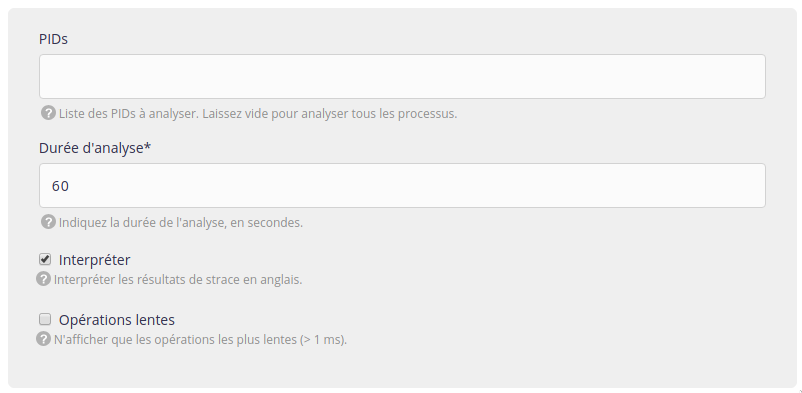 PIDs
? Liste des PIDs à analyser. Laissez vide pour analyser tous les processus.
Durée d'analyse*
60
? Indiquez la durée de l'analyse, en secondes.
Interpréter
? Interpréter les résultats de strace en anglais.
Opérations lentes
? N'afficher que les opérations les plus lentes (> 1 ms).